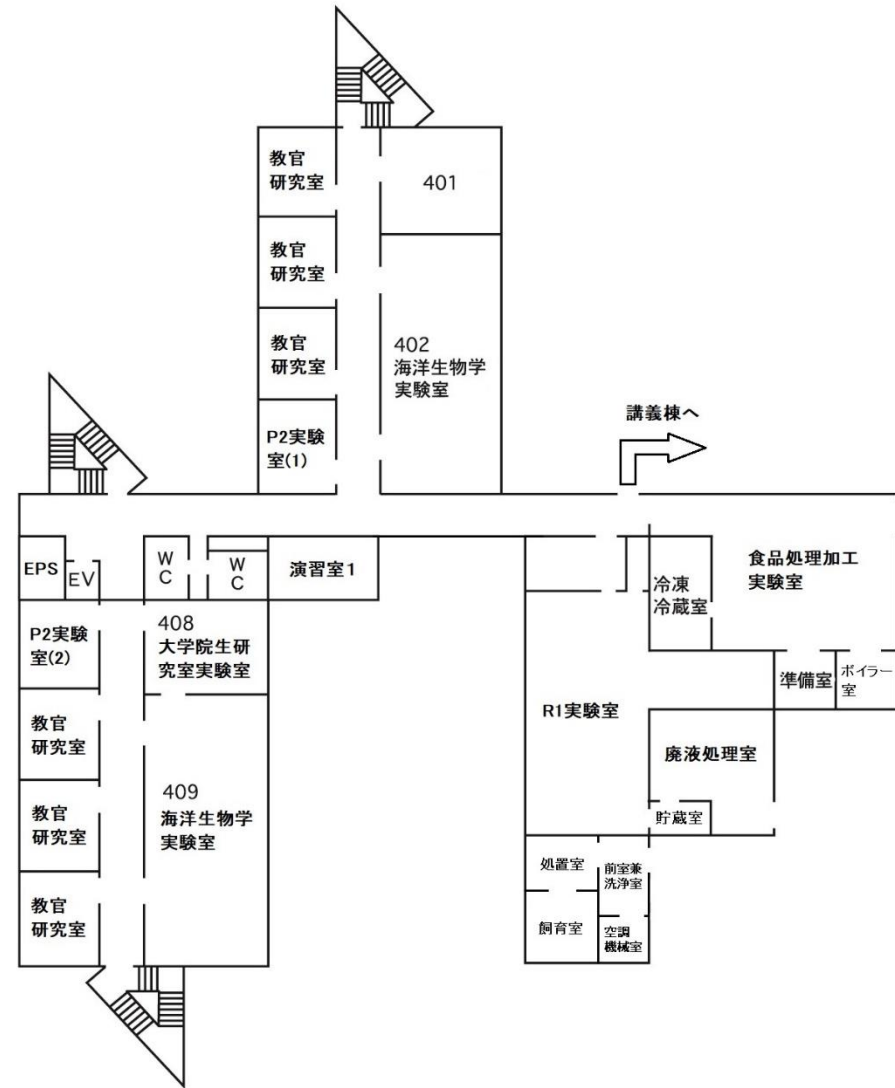 教官
研究室
401
教官
研究室
教官
研究室
402
海洋生物学
実験室
P2実験
室(1)
講義棟へ
EPS
EV
W
C
W
C
演習室1
冷凍
冷蔵室
食品処理加工
実験室
P2実験
室(2)
408
大学院生研
究室実験室
準備室
ボイラー
室
教官
研究室
R1実験室
廃液処理室
409
海洋生物学
実験室
教官
研究室
貯蔵室
教官
研究室
処置室
前室兼
洗浄室
飼育室
空調
機械室